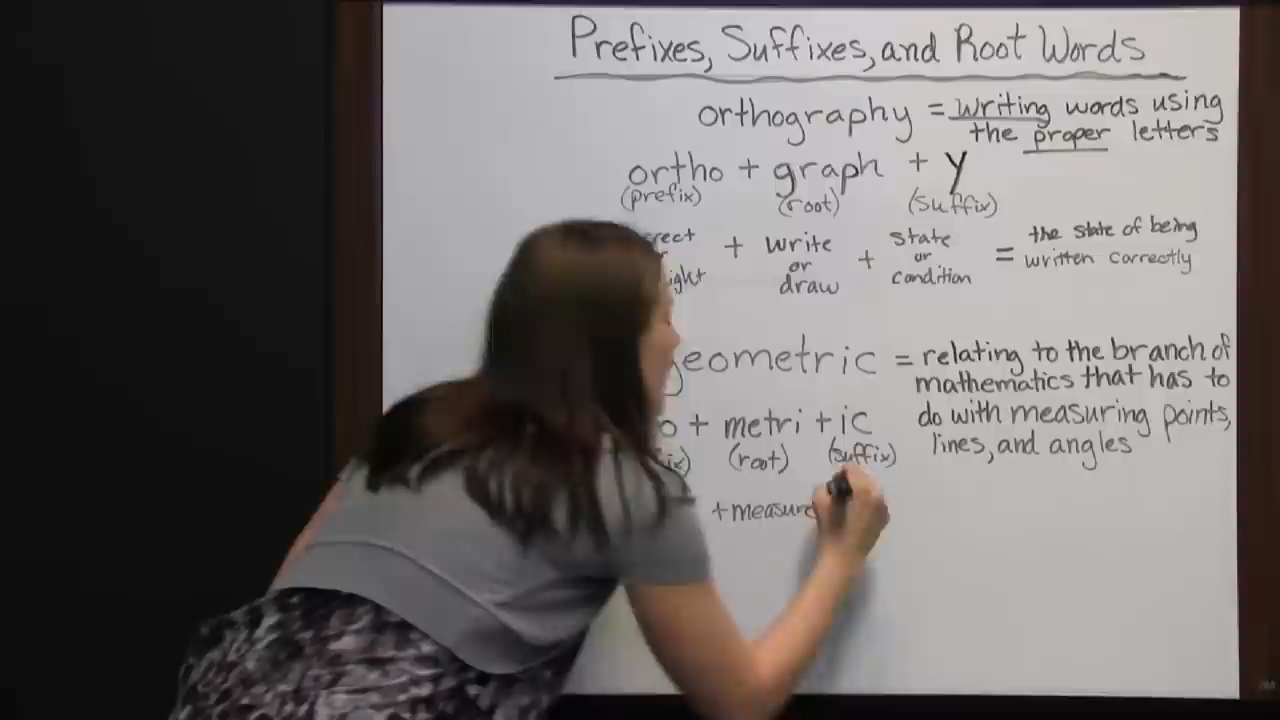 Prefixes, Suffixes, and Root Words
orthography = writing words using
the proper letters
ortho + graph + y
(prefix) (root) (suffix)
+ write + state = the state of being
or or written correctly
draw condition
geometric = relating to the branch of
mathematics that has to
+ metri + ic do with measuring points,
(root) (suffix) lines, and angles
+ measure